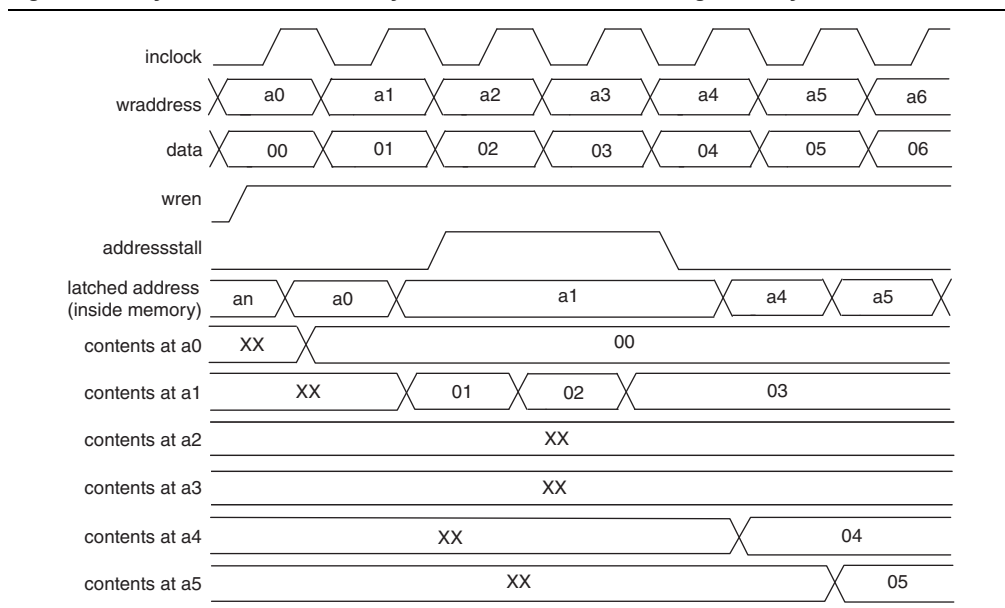 inclock
wraddress a0 a1 a2 a3 a4 a5 a6
data 00 01 02 03 04 05 06
wren
addressstall
latched address
(inside memory) an a0 a1 a4 a5
contents at a0 XX 00
contents at a1 XX 01 02 03
contents at a2 XX
contents at a3 XX
contents at a4 XX 04
contents at a5 XX 05